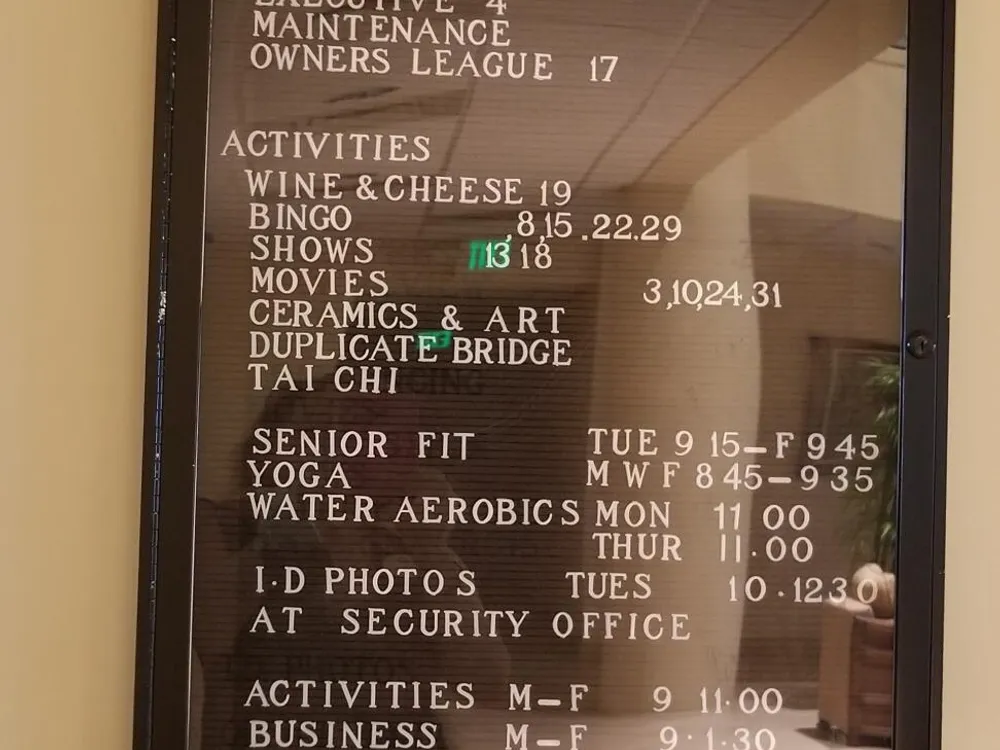 EXECUTIVE 4
MAINTENANCE
OWNERS LEAGUE 17
ACTIVITIES
WINE & CHEESE 19
BINGO ,8,15.22.29
SHOWS 13 18
MOVIES 3,10,24,31
CERAMICS & ART
DUPLICATE BRIDGE
TAI CHI
SENIOR FIT TUE 9 15–F 9 45
YOGA M W F 8 45–9 35
WATER AEROBICS MON 11 00
THUR 11.00
I.D PHOTOS TUES 10.1230
AT SECURITY OFFICE
ACTIVITIES M–F 9 11.00
BUSINESS M–F 9.1.30